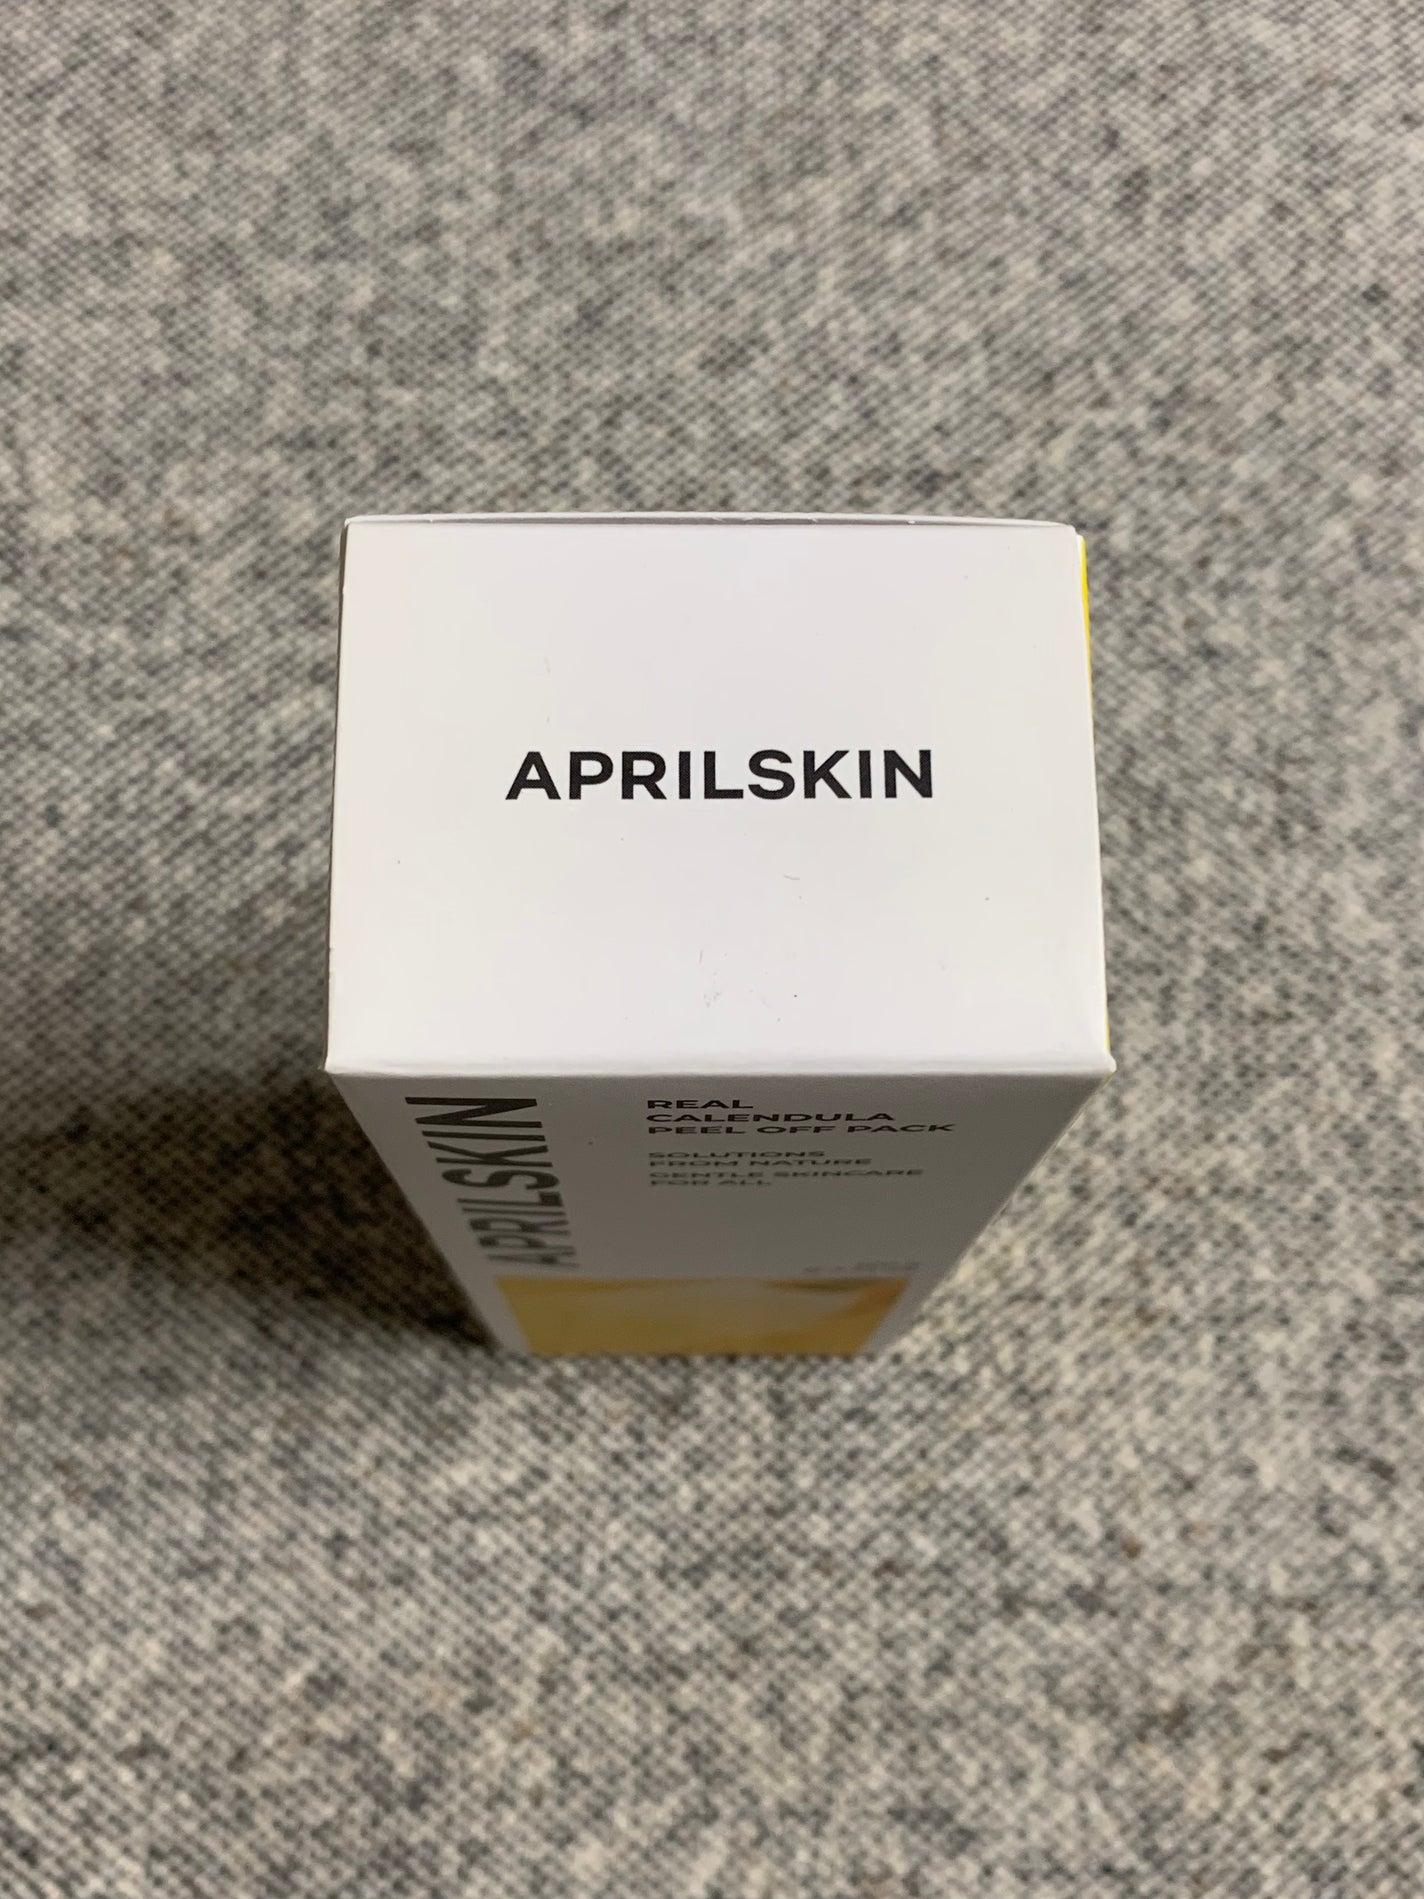 APRILSKIN
APRILSKIN
REAL
CALENDULA
PEEL OFF PACK
SOLUTIONS
FROM NATURE
GENTLE SKINCARE
FOR ALL